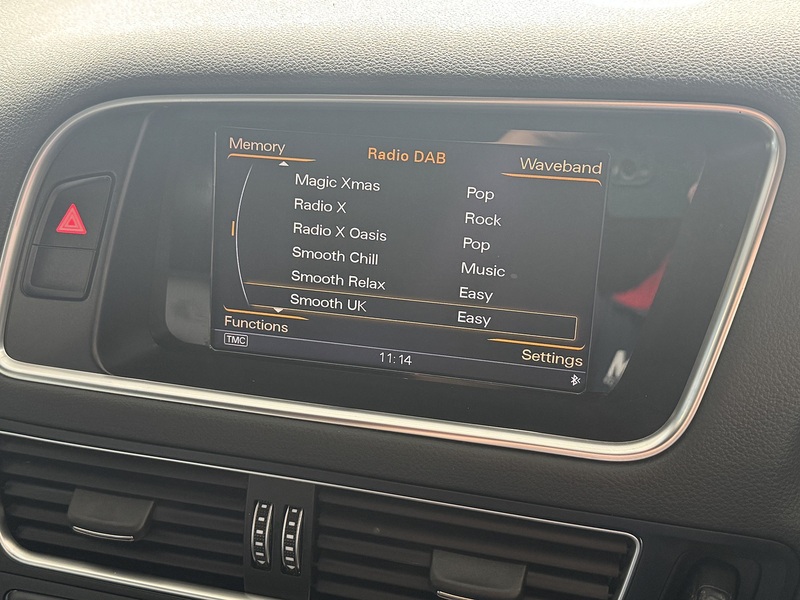 Memory Radio DAB Waveband
Magic Xmas Pop
Radio X Rock
Radio X Oasis Pop
Smooth Chill Music
Smooth Relax Easy
Smooth UK Easy
Functions Settings
TMC 11:14